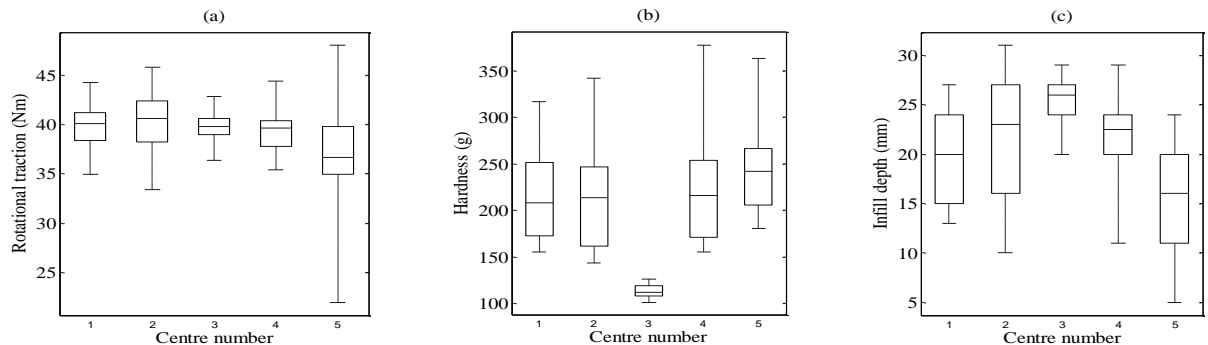 (a)
Rotational traction (Nm)
45
40
35
30
25
1 2 3 4 5
Centre number
(b)
Hardness (g)
350
300
250
200
150
100
1 2 3 4 5
Centre number
(c)
Infill depth (mm)
30
25
20
15
10
5
1 2 3 4 5
Centre number